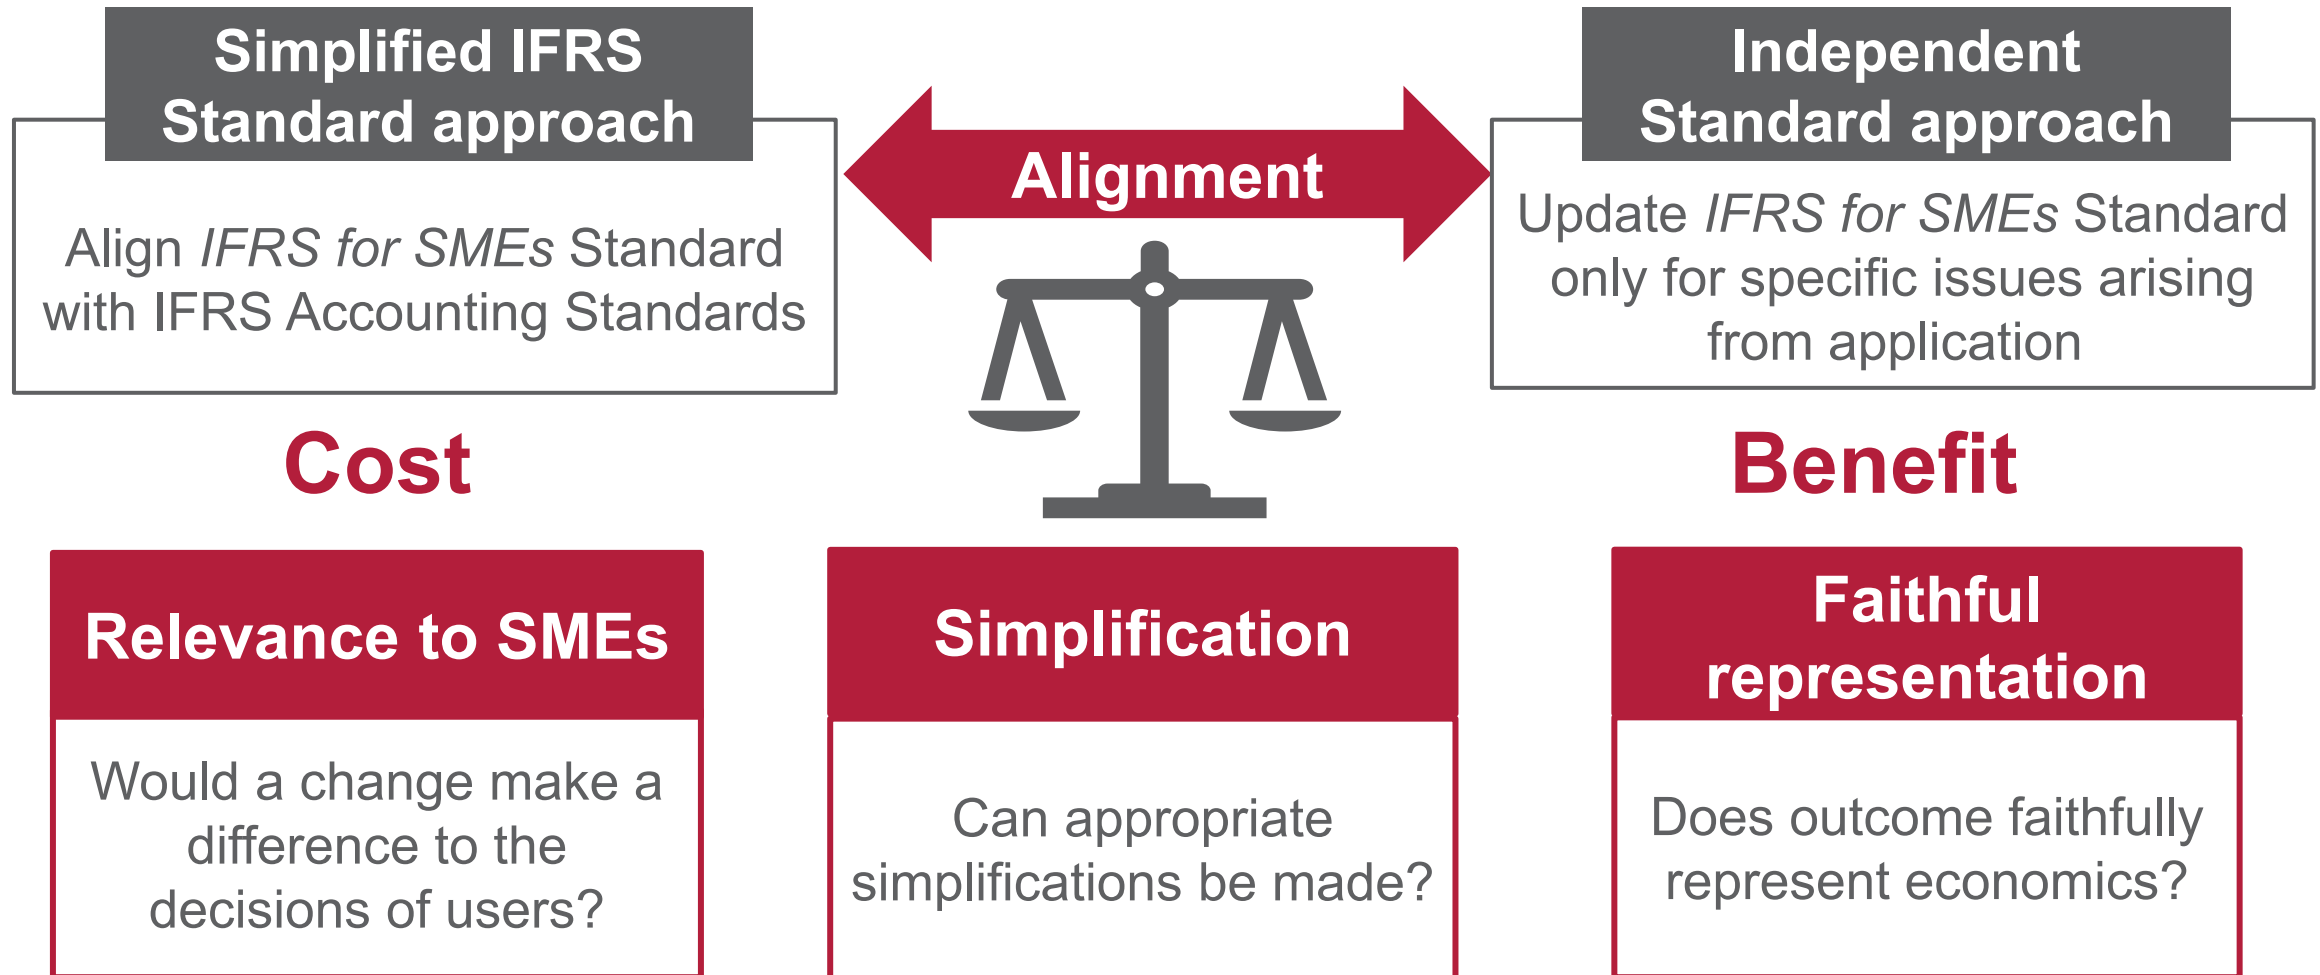 Simplified IFRS
Standard approach
Align IFRS for SMEs Standard
with IFRS Accounting Standards
Alignment
Independent
Standard approach
Update IFRS for SMEs Standard
only for specific issues arising
from application
Cost
Benefit
Relevance to SMEs
Would a change make a
difference to the
decisions of users?
Simplification
Can appropriate
simplifications be made?
Faithful
representation
Does outcome faithfully
represent economics?